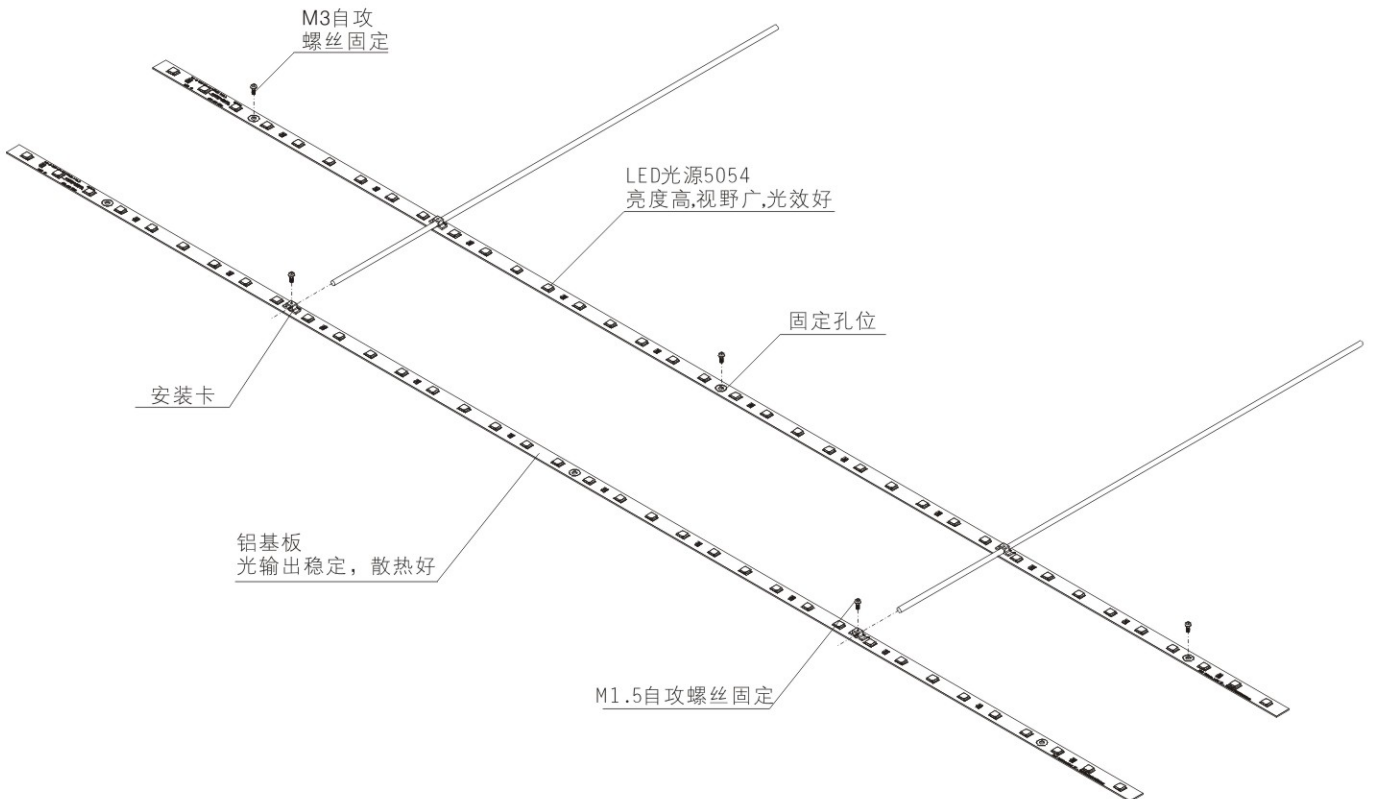 M3自攻
螺丝固定
LED光源5054
亮度高,视野广,光效好
固定孔位
安装卡
铝基板
光输出稳定，散热好
M1.5自攻螺丝固定